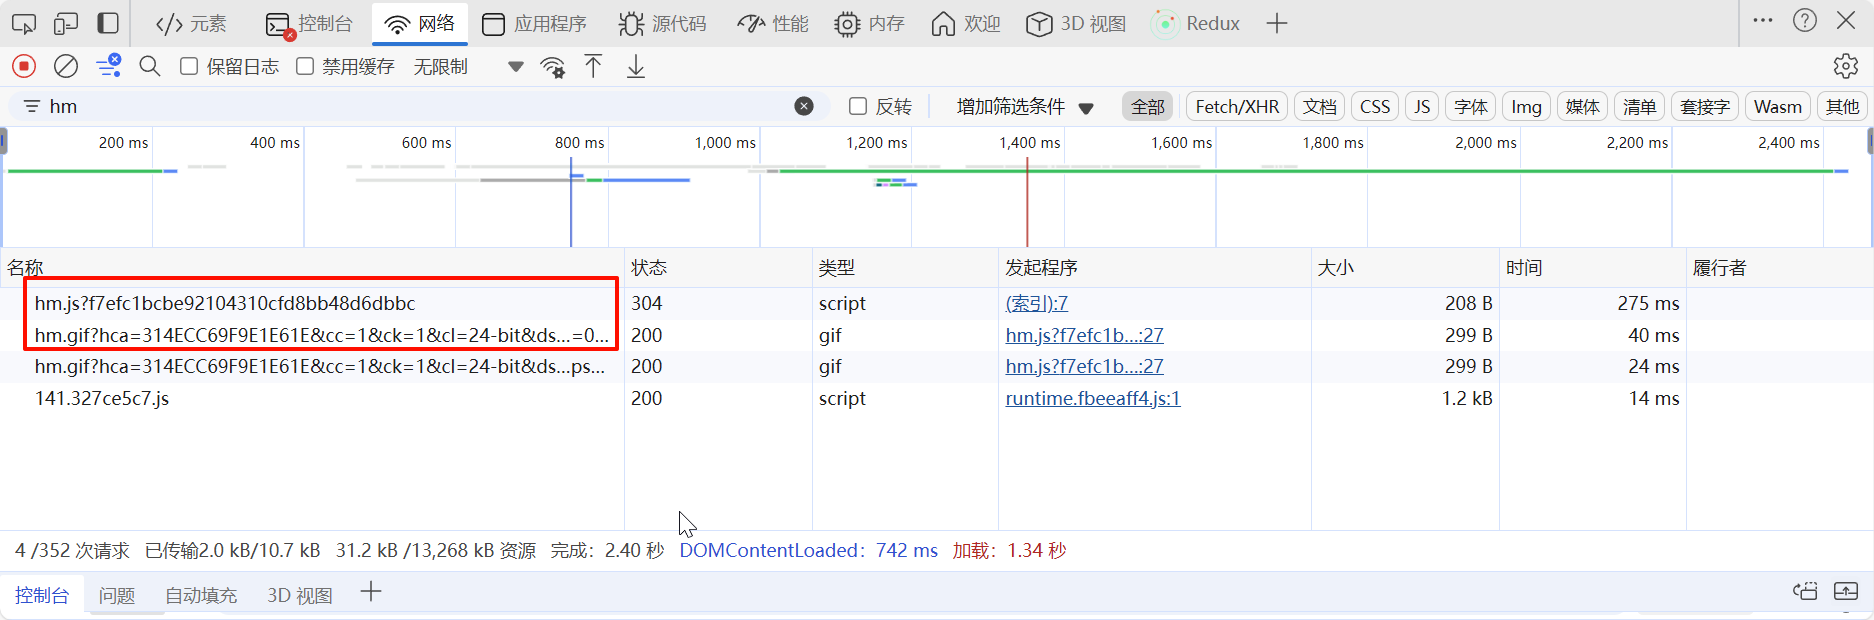 元素 控制台 网络 应用程序 源代码 性能 内存 欢迎 3D 视图 Redux
保留日志 禁用缓存 无限制
hm 反转 增加筛选条件 全部 Fetch/XHR 文档 CSS JS 字体 Img 媒体 清单 套接字 Wasm 其他
200 ms 400 ms 600 ms 800 ms 1,000 ms 1,200 ms 1,400 ms 1,600 ms 1,800 ms 2,000 ms 2,200 ms 2,400 ms
名称 状态 类型 发起程序 大小 时间 履行者
hm.js?f7efc1bcbe92104310cfd8bb48d6dbbc 304 script (索引):7 208 B 275 ms
hm.gif?hca=314ECC69F9E1E61E&cc=1&ck=1&cl=24-bit&ds...=0... 200 gif hm.js?f7efc1b...:27 299 B 40 ms
hm.gif?hca=314ECC69F9E1E61E&cc=1&ck=1&cl=24-bit&ds...ps... 200 gif hm.js?f7efc1b...:27 299 B 24 ms
141.327ce5c7.js 200 script runtime.fbeeaff4.js:1 1.2 kB 14 ms
4 /352 次请求 已传输2.0 kB/10.7 kB 31.2 kB /13,268 kB 资源 完成：2.40 秒 DOMContentLoaded：742 ms 加载：1.34 秒
控制台 问题 自动填充 3D 视图